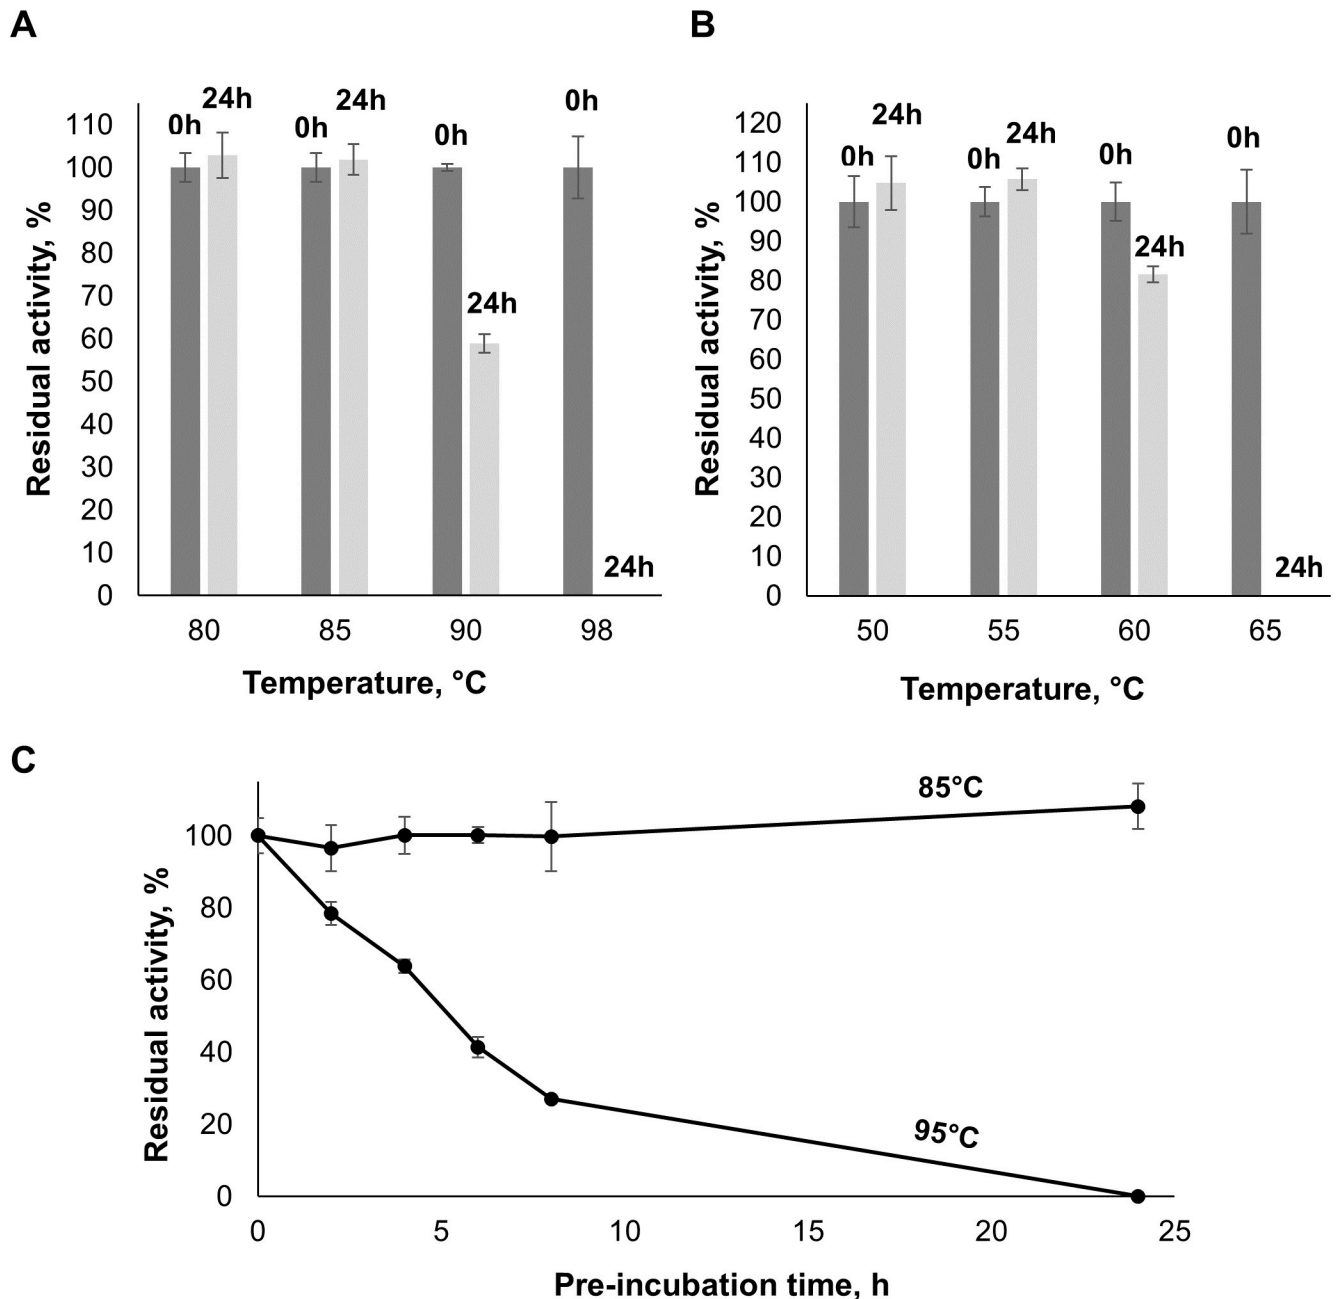 A
Residual activity, %
110
100
90
80
70
60
50
40
30
20
10
0
0h
24h
0h
24h
0h
24h
0h
24h
80
85
90
98
Temperature, °C
B
Residual activity, %
120
110
100
90
80
70
60
50
40
30
20
10
0
0h
24h
0h
24h
0h
24h
0h
24h
50
55
60
65
Temperature, °C
C
Residual activity, %
100
80
60
40
20
0
85°C
95°C
0
5
10
15
20
25
Pre-incubation time, h